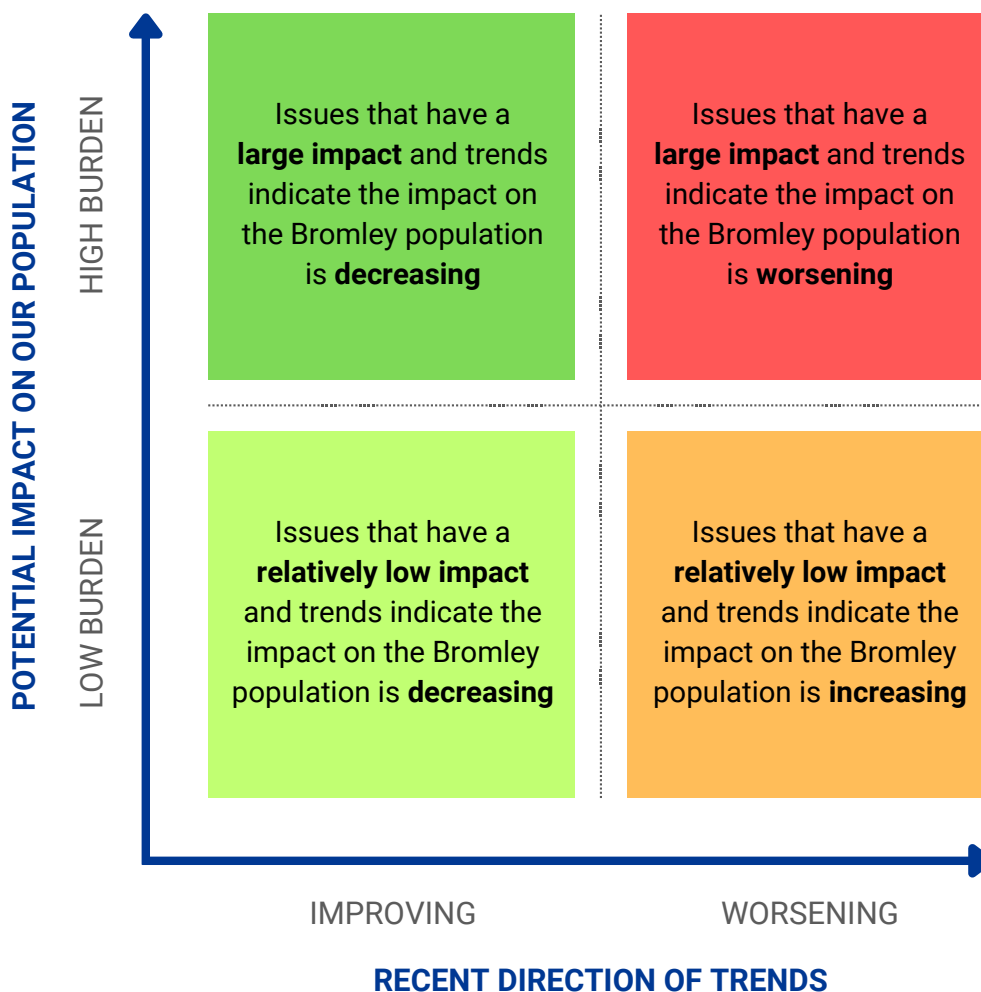 POTENTIAL IMPACT ON OUR POPULATION
HIGH BURDEN
LOW BURDEN
Issues that have a
large impact and trends
indicate the impact on
the Bromley population
is decreasing
Issues that have a
large impact and trends
indicate the impact on
the Bromley population
is worsening
Issues that have a
relatively low impact
and trends indicate the
impact on the Bromley
population is decreasing
Issues that have a
relatively low impact
and trends indicate the
impact on the Bromley
population is increasing
IMPROVING
WORSENING
RECENT DIRECTION OF TRENDS